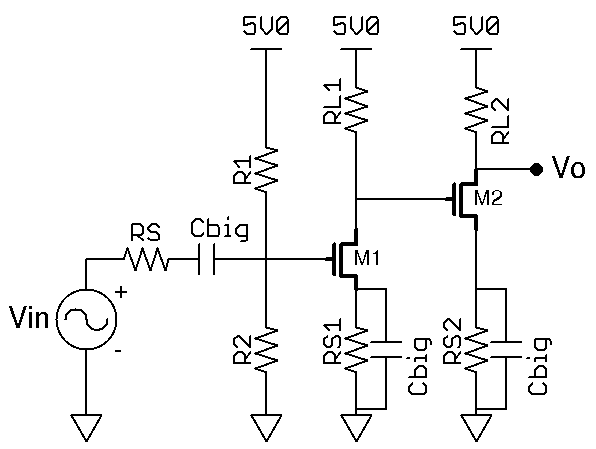 5V0 5V0 5V0
RL1 RL2
R1 Vo
M2
RS Cbig
M1
Vin +
-
R2 RS1 Cbig RS2 Cbig